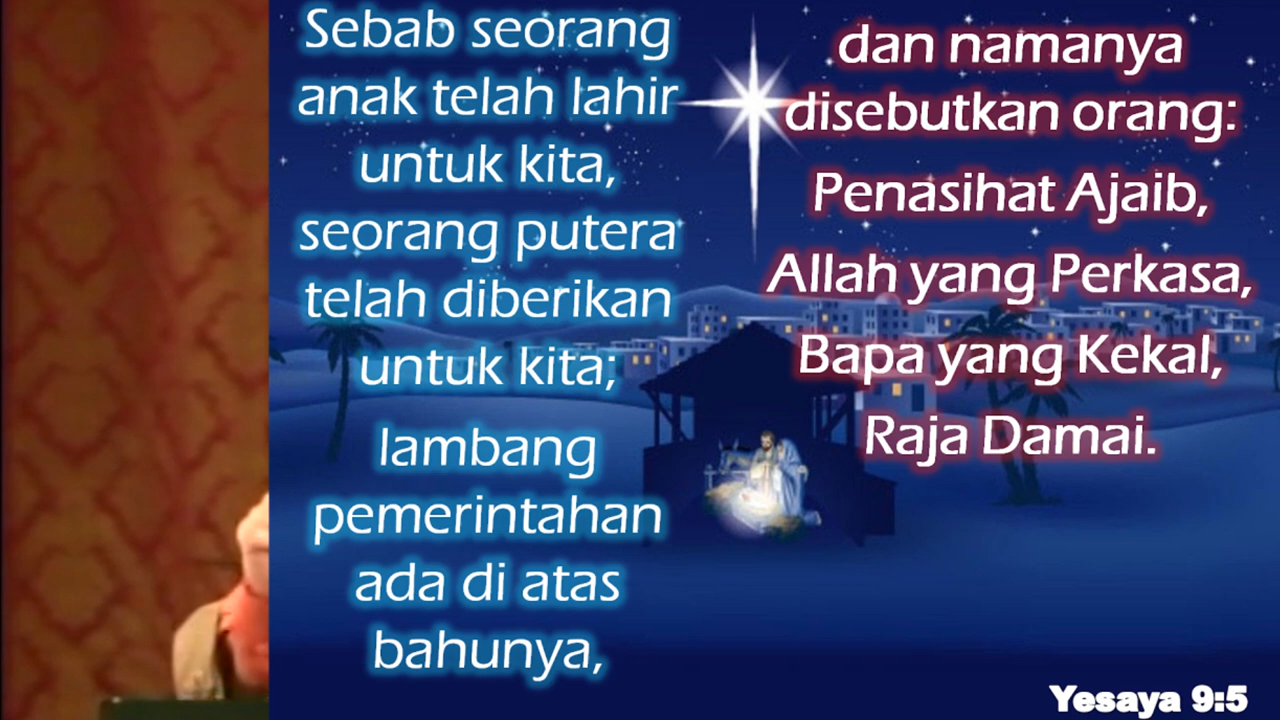 Sebab seorang
anak telah lahir
untuk kita,
seorang putera
telah diberikan
untuk kita;
lambang
pemerintahan
ada di atas
bahunya,
dan namanya
disebutkan orang:
Penasihat Ajaib,
Allah yang Perkasa,
Bapa yang Kekal,
Raja Damai.
Yesaya 9:5